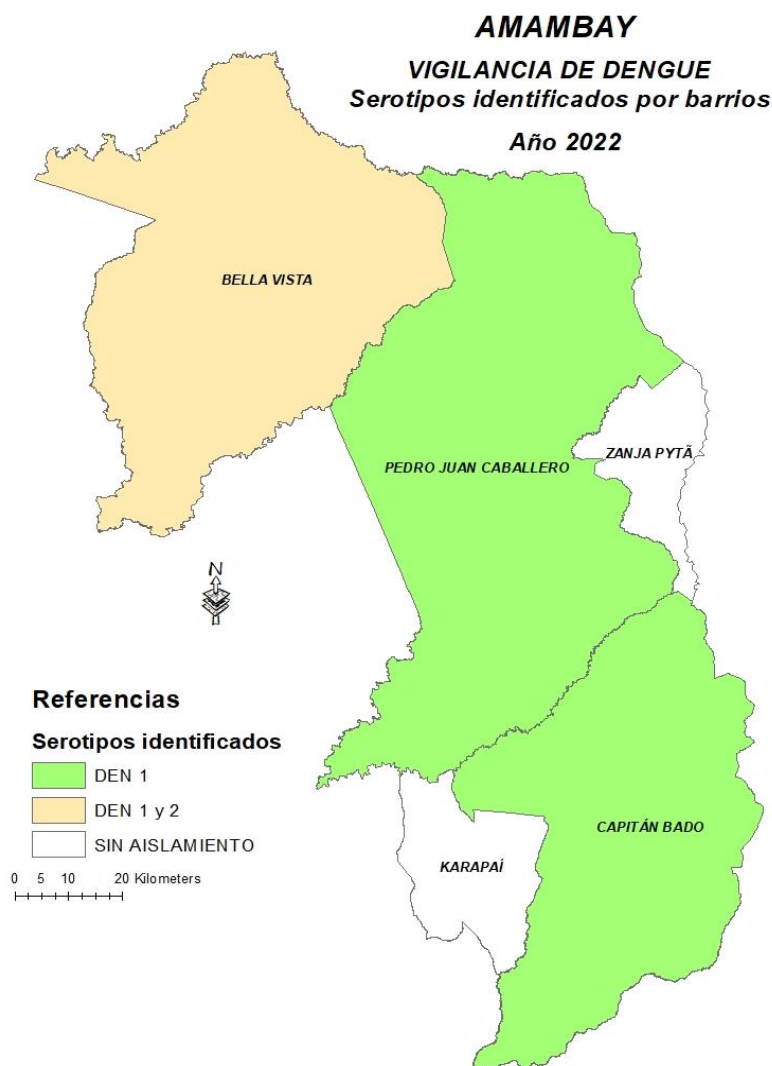 AMAMBAY
VIGILANCIA DE DENGUE
Serotipos identificados por barrios
Año 2022
BELLA VISTA
ZANJA PYTÃ
PEDRO JUAN CABALLERO
N
CAPITÁN BADO
KARAPAÍ
Referencias
Serotipos identificados
DEN 1
DEN 1 y 2
SIN AISLAMIENTO
0 5 10 20 Kilometers